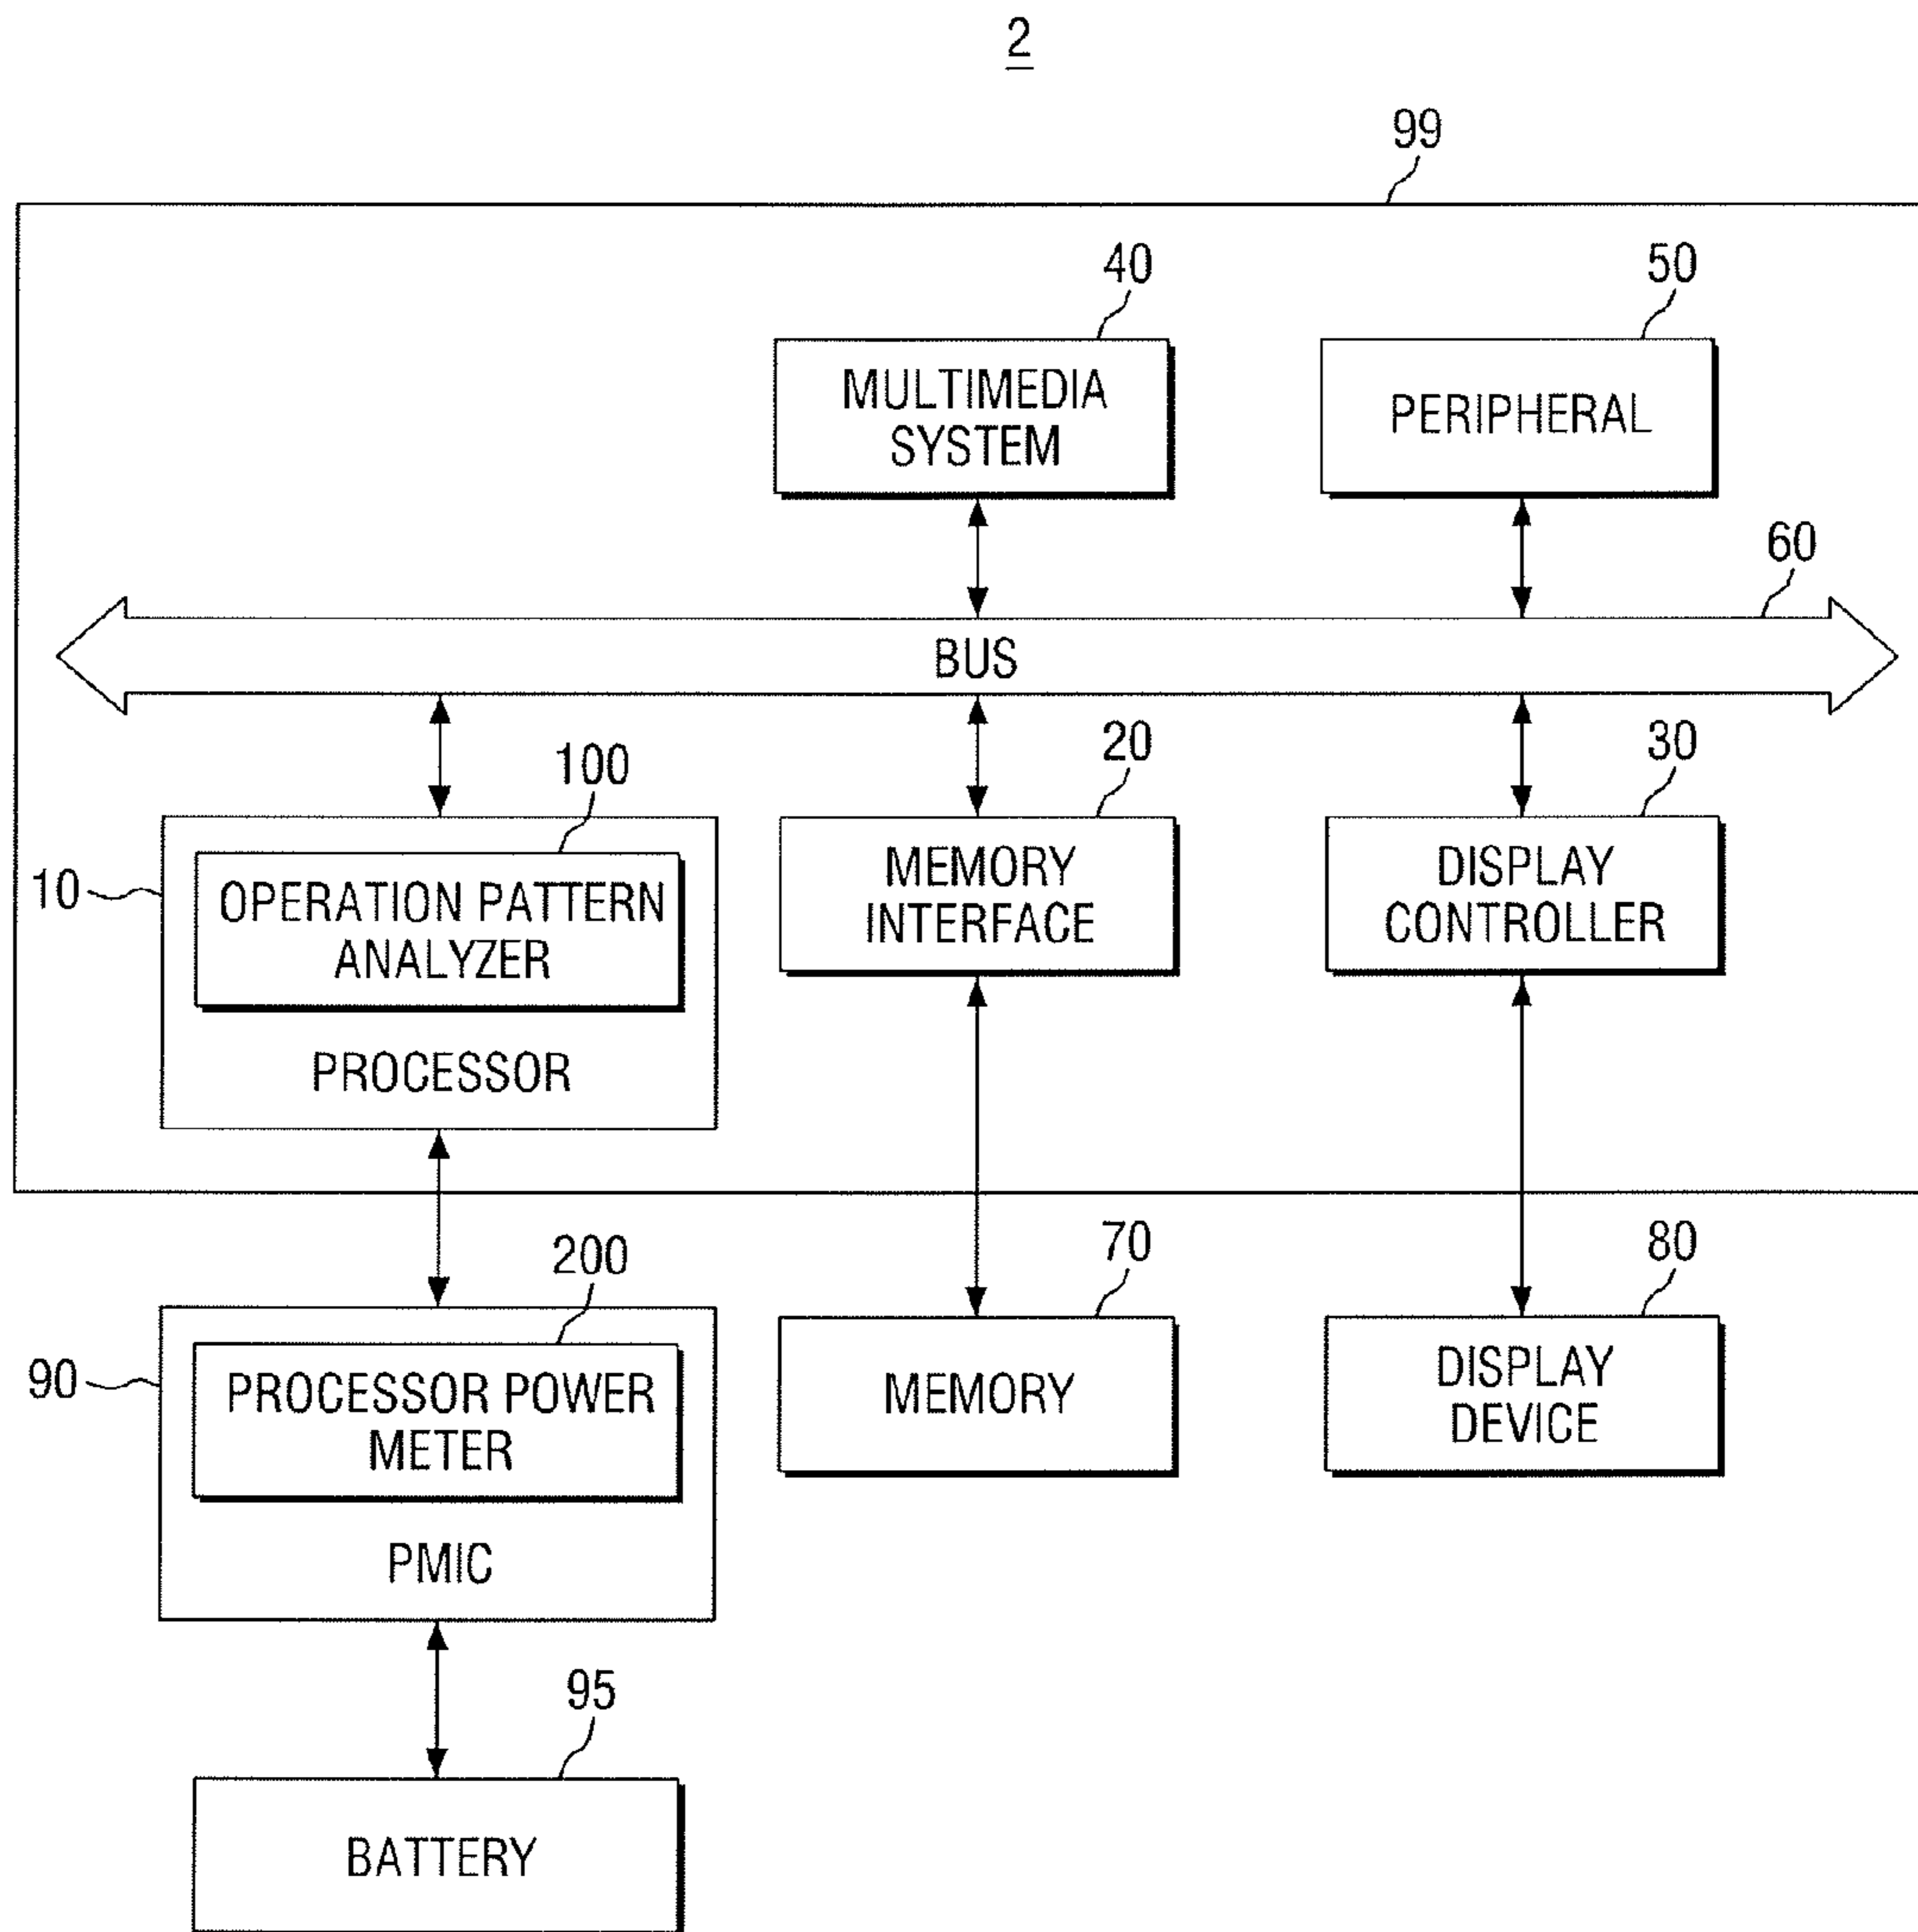 2
99
40
50
MULTIMEDIA
SYSTEM
PERIPHERAL
60
BUS
100
20
30
10
OPERATION PATTERN
ANALYZER
PROCESSOR
MEMORY
INTERFACE
DISPLAY
CONTROLLER
200
70
80
90
PROCESSOR POWER
METER
PMIC
MEMORY
DISPLAY
DEVICE
95
BATTERY